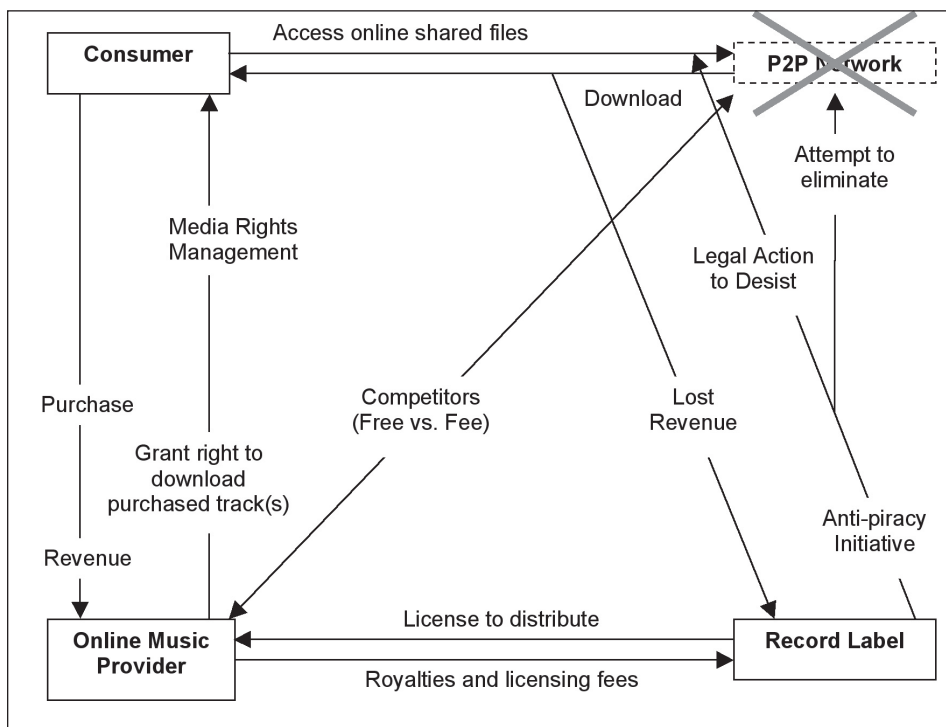 Access online shared files
Consumer
P2P Network
Download
Attempt to
eliminate
Media Rights
Management
Legal Action
to Desist
Purchase
Competitors
(Free vs. Fee)
Lost
Revenue
Grant right to
download
purchased track(s)
Anti-piracy
Initiative
Revenue
License to distribute
Online Music
Provider
Record Label
Royalties and licensing fees